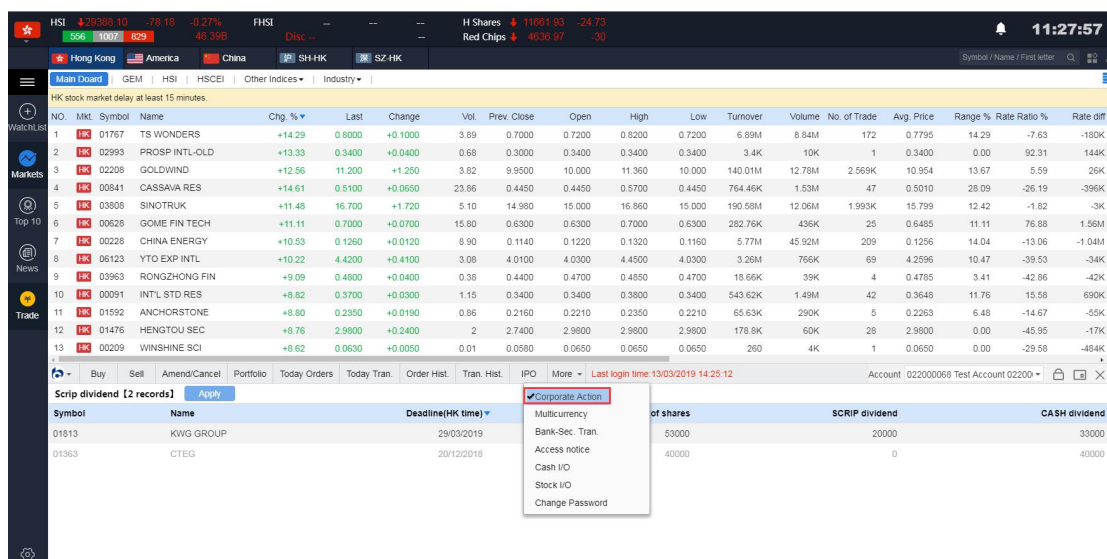 HSI 29388.10 -78.18 -0.27% FHSI -- -- -- H Shares 11661.93 -24.73
556 1007 829 46.39B Disc -- -- Red Chips 4636.97 -30
11:27:57
Hong Kong America China 沪 SH-HK 深 SZ-HK Symbol / Name / First letter
Main Doard GEM HSI HSCEI Other Indices Industry
HK stock market delay at least 15 minutes.
NO. Mkt. Symbol Name Chg. % Last Change Vol. Prev. Close Open High Low Turnover Volume No. of Trade Avg. Price Range % Rate Ratio % Rate diff
1 HK 01767 TS WONDERS +14.29 0.8000 +0.1000 3.89 0.7000 0.7200 0.8200 0.7200 6.89M 8.84M 172 0.7795 14.29 -7.63 -180K
2 HK 02993 PROSP INTL-OLD +13.33 0.3400 +0.0400 0.68 0.3000 0.3400 0.3400 0.3400 3.4K 10K 1 0.3400 0.00 92.31 144K
3 HK 02208 GOLDWIND +12.56 11.200 +1.250 3.82 9.9500 10.000 11.360 10.000 140.01M 12.78M 2.569K 10.954 13.67 5.59 26K
4 HK 00841 CASSAVA RES +14.61 0.5100 +0.0650 23.86 0.4450 0.4450 0.5700 0.4450 764.46K 1.53M 47 0.5010 28.09 -26.19 -396K
5 HK 03808 SINOTRUK +11.48 16.700 +1.720 5.10 14.980 15.000 16.860 15.000 190.58M 12.06M 1.993K 15.799 12.42 -1.82 -3K
6 HK 00628 GOME FIN TECH +11.11 0.7000 +0.0700 15.80 0.6300 0.6300 0.7000 0.6300 282.76K 436K 25 0.6485 11.11 76.88 1.56M
7 HK 00228 CHINA ENERGY +10.53 0.1260 +0.0120 8.90 0.1140 0.1220 0.1320 0.1160 5.77M 45.92M 209 0.1256 14.04 -13.06 -1.04M
8 HK 06123 YTO EXP INTL +10.22 4.4200 +0.4100 3.08 4.0100 4.0300 4.4500 4.0300 3.26M 766K 69 4.2596 10.47 -39.53 -34K
9 HK 03963 RONGZHONG FIN +9.09 0.4800 +0.0400 0.38 0.4400 0.4700 0.4850 0.4700 18.66K 39K 4 0.4785 3.41 -42.86 -42K
10 HK 00091 INT'L STD RES +8.82 0.3700 +0.0300 1.15 0.3400 0.3400 0.3800 0.3400 543.62K 1.49M 42 0.3648 11.76 15.58 690K
11 HK 01592 ANCHORSTONE +8.80 0.2350 +0.0190 0.86 0.2160 0.2210 0.2350 0.2210 65.63K 290K 5 0.2263 6.48 -14.67 -55K
12 HK 01476 HENGTOU SEC +8.76 2.9800 +0.2400 2 2.7400 2.9800 2.9800 2.9800 178.8K 60K 28 2.9800 0.00 -45.95 -17K
13 HK 00209 WINSHINE SCI +8.62 0.0630 +0.0050 0.01 0.0580 0.0650 0.0650 0.0650 260 4K 1 0.0650 0.00 -29.58 -484K
WatchList
Markets
Top 10
News
Trade
Buy Sell Amend/Cancel Portfolio Today Orders Today Tran. Order Hist. Tran. Hist. IPO More Last login time:13/03/2019 14:25:12 Account 022000068 Test Account 02200
Scrip dividend【2 records】 Apply
Symbol Name Deadline(HK time) of shares SCRIP dividend CASH dividend
01813 KWG GROUP 29/03/2019 53000 20000 33000
01363 CTEG 20/12/2018 40000 0 40000
Corporate Action
Multicurrency
Bank-Sec. Tran.
Access notice
Cash I/O
Stock I/O
Change Password